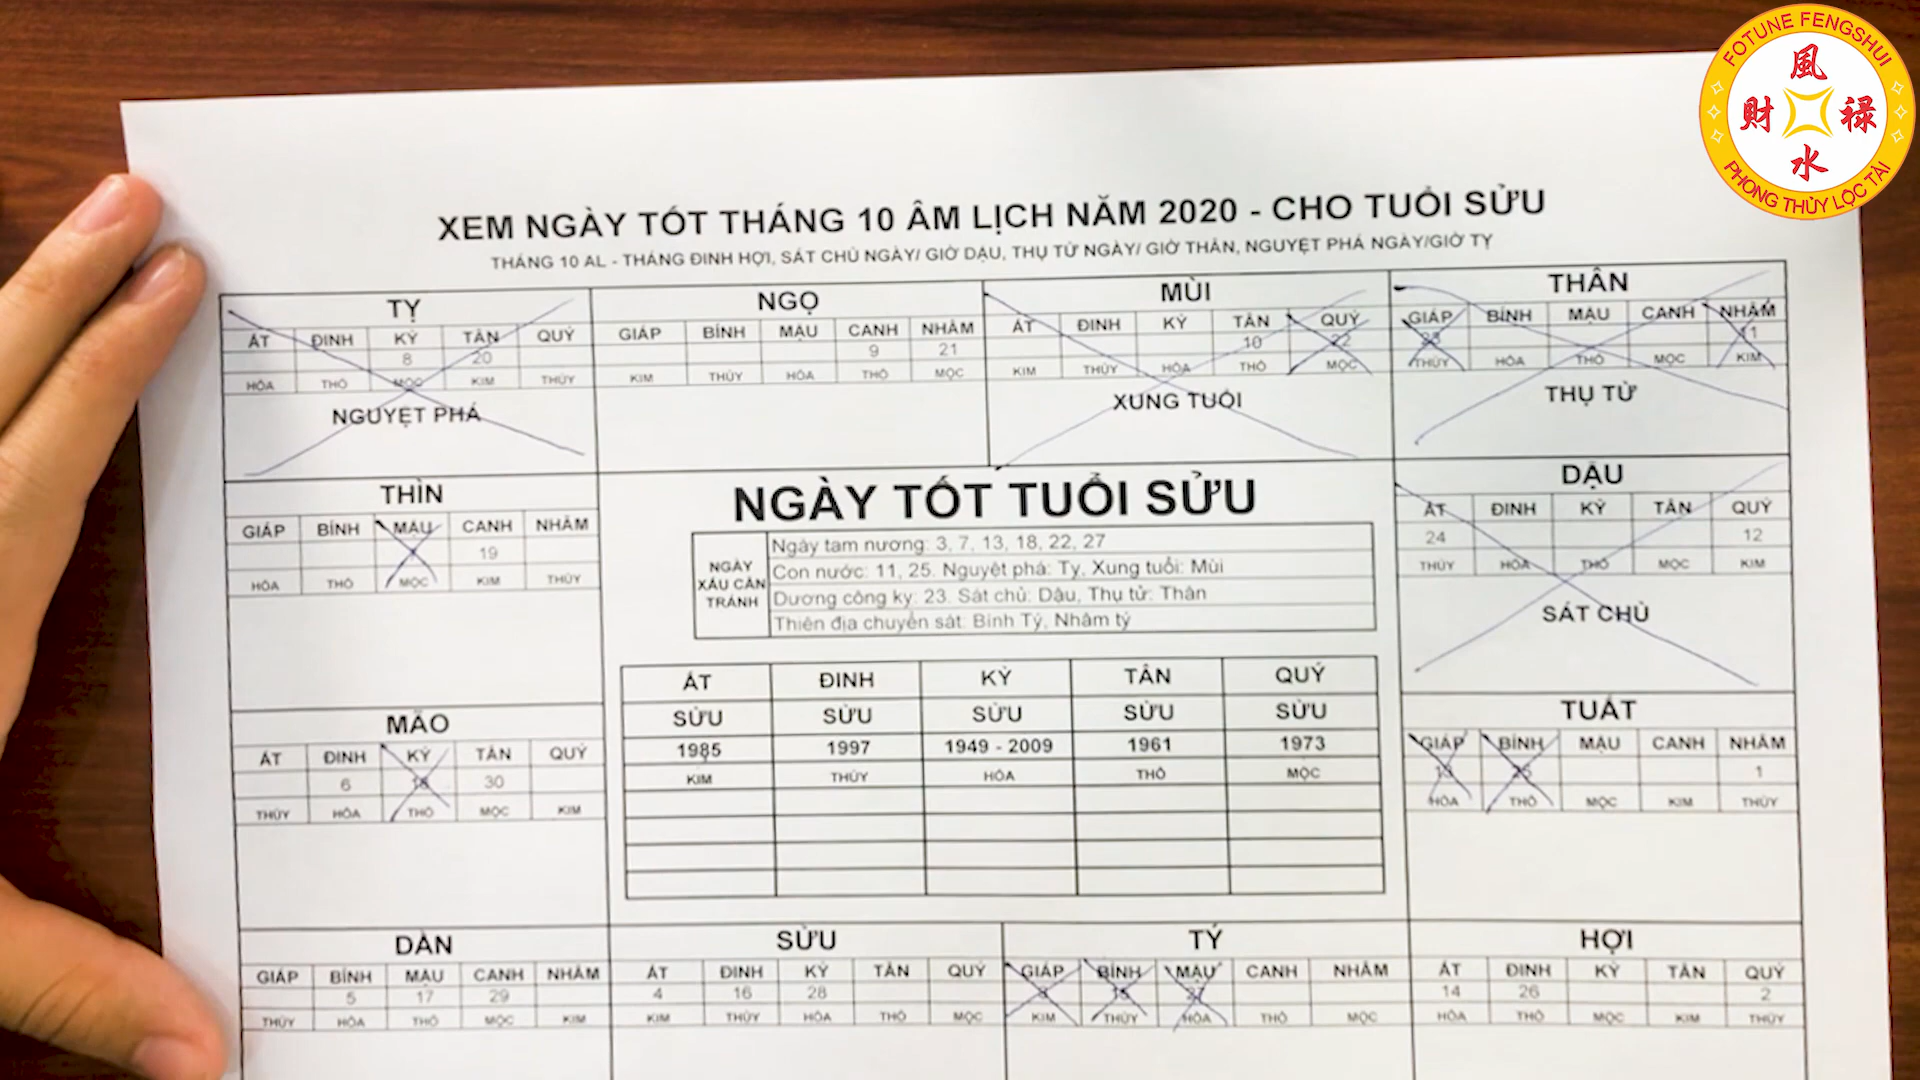 FOTUNE FENGSHUI
風
財 禄
水
PHONG THỦY LỘC TÀI
XEM NGÀY TỐT THÁNG 10 ÂM LỊCH NĂM 2020 - CHO TUỔI SỬU
THÁNG 10 AL - THÁNG ĐINH HỢI, SÁT CHỦ NGÀY/ GIỜ DẬU, THỤ TỬ NGÀY/ GIỜ THÂN, NGUYỆT PHÁ NGÀY/GIỜ TỴ
TỴ
ẤT ĐINH KỶ TÂN QUÝ
8 20
HỎA THỔ MỘC KIM THỦY
NGUYỆT PHÁ
NGỌ
GIÁP BÍNH MẬU CANH NHÂM
9 21
KIM THỦY HỎA THỔ MỘC
MÙI
ẤT ĐINH KỶ TÂN QUÝ
10 22
KIM THỦY HỎA THỔ MỘC
XUNG TUỔI
THÂN
GIÁP BÍNH MẬU CANH NHÂM
23 11
THỦY HỎA THỔ MỘC KIM
THỤ TỬ
THÌN
GIÁP BÍNH MẬU CANH NHÂM
19
HỎA THỔ MỘC KIM THỦY
NGÀY TỐT TUỔI SỬU
NGÀY
XẤU CẦN
TRÁNH
Ngày tam nương: 3, 7, 13, 18, 22, 27
Con nước: 11, 25. Nguyệt phá: Tỵ, Xung tuổi: Mùi
Dương công kỵ: 23. Sát chủ: Dậu, Thụ tử: Thân
Thiên địa chuyển sát: Bính Tý, Nhâm tý
DẬU
ẤT ĐINH KỶ TÂN QUÝ
24 12
THỦY HỎA THỔ MỘC KIM
SÁT CHỦ
ẤT ĐINH KỶ TÂN QUÝ
SỬU SỬU SỬU SỬU SỬU
1985 1997 1949 - 2009 1961 1973
KIM THỦY HỎA THỔ MỘC
MÃO
ẤT ĐINH KỶ TÂN QUÝ
6 18 30
THỦY HỎA THỔ MỘC KIM
TUẤT
GIÁP BÍNH MẬU CANH NHÂM
13 25 1
HỎA THỔ MỘC KIM THỦY
DẦN
GIÁP BÍNH MẬU CANH NHÂM
5 17 29
THỦY HỎA THỔ MỘC KIM
SỬU
ẤT ĐINH KỶ TÂN QUÝ
4 16 28
KIM THỦY HỎA THỔ MỘC
TÝ
GIÁP BÍNH MẬU CANH NHÂM
3 15 27
KIM THỦY HỎA THỔ MỘC
HỢI
ẤT ĐINH KỶ TÂN QUÝ
14 26 2
HỎA THỔ MỘC KIM THỦY